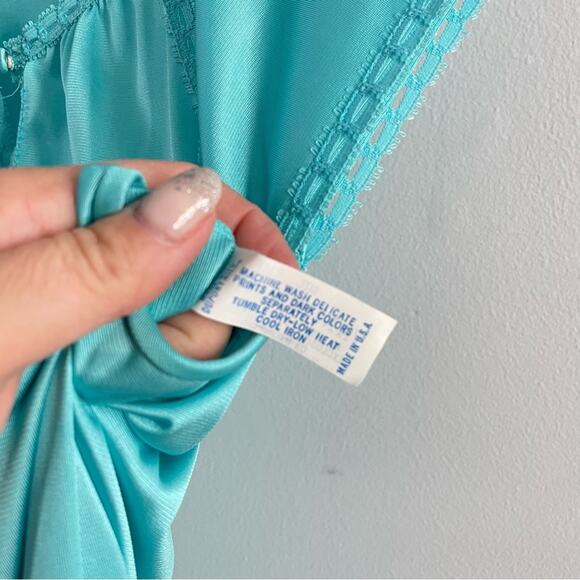 MACHINE WASH DELICATE
PRINTS AND DARK COLORS
SEPARATELY
TUMBLE DRY-LOW HEAT
COOL IRON
MADE IN U.S.A.